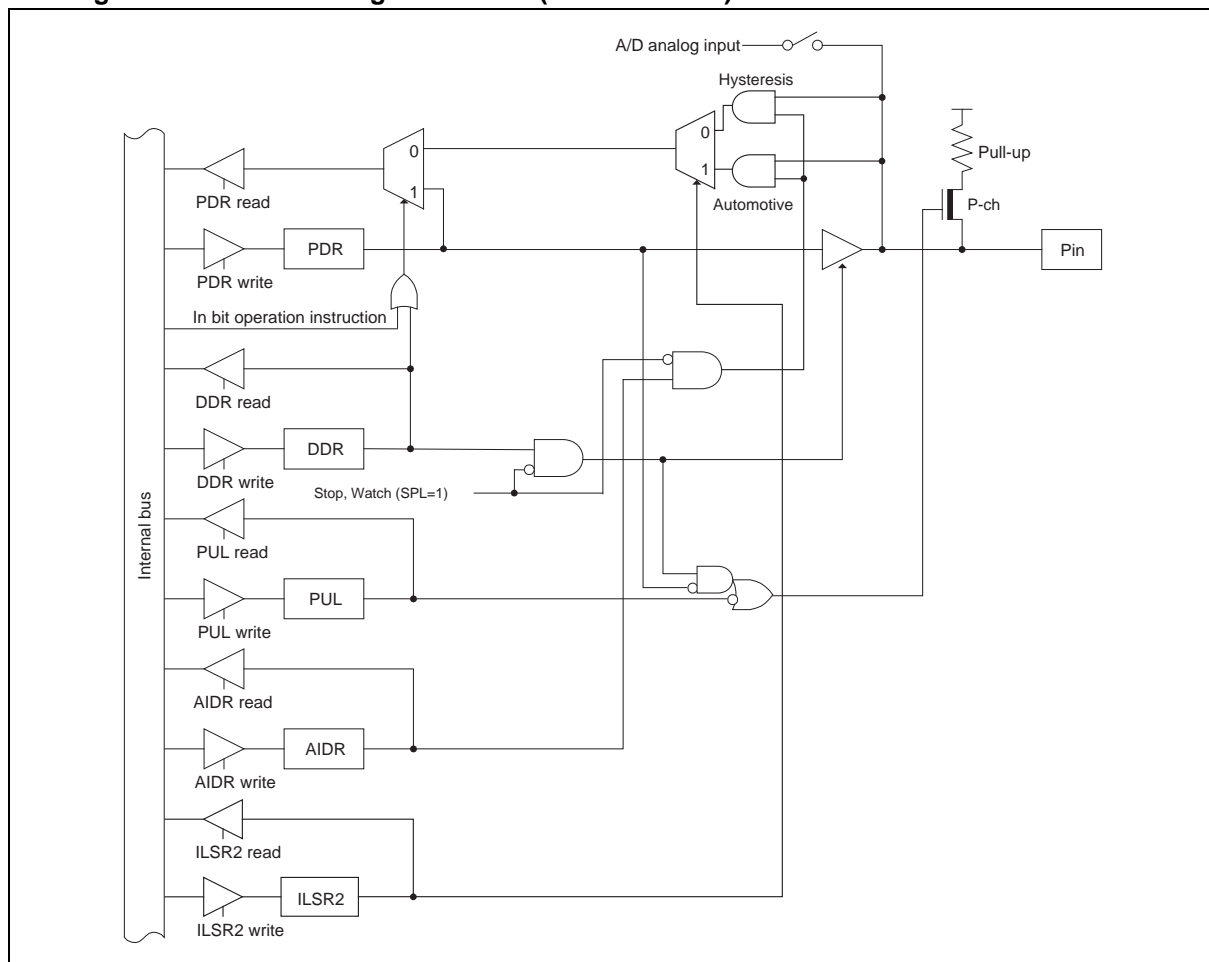 A/D analog input
Hysteresis
0
1
Automotive
Pull-up
P-ch
Pin
0
1
PDR read
PDR
PDR write
In bit operation instruction
DDR read
DDR
DDR write
Stop, Watch (SPL=1)
PUL read
PUL
PUL write
AIDR read
AIDR
AIDR write
ILSR2 read
ILSR2
ILSR2 write
Internal bus